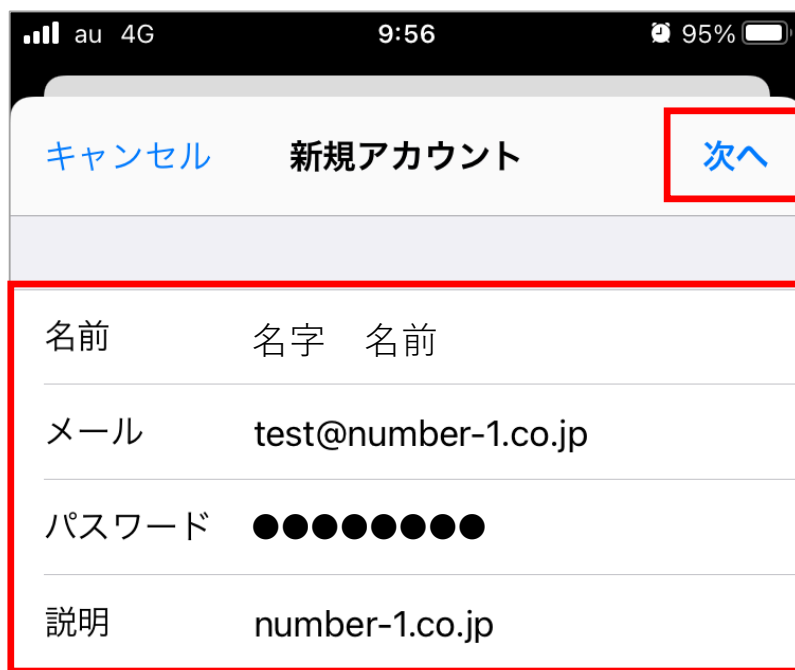 au 4G 9:56 95%
キャンセル 新規アカウント 次へ
名前 名字　名前
メール test@number-1.co.jp
パスワード ●●●●●●●●
説明 number-1.co.jp